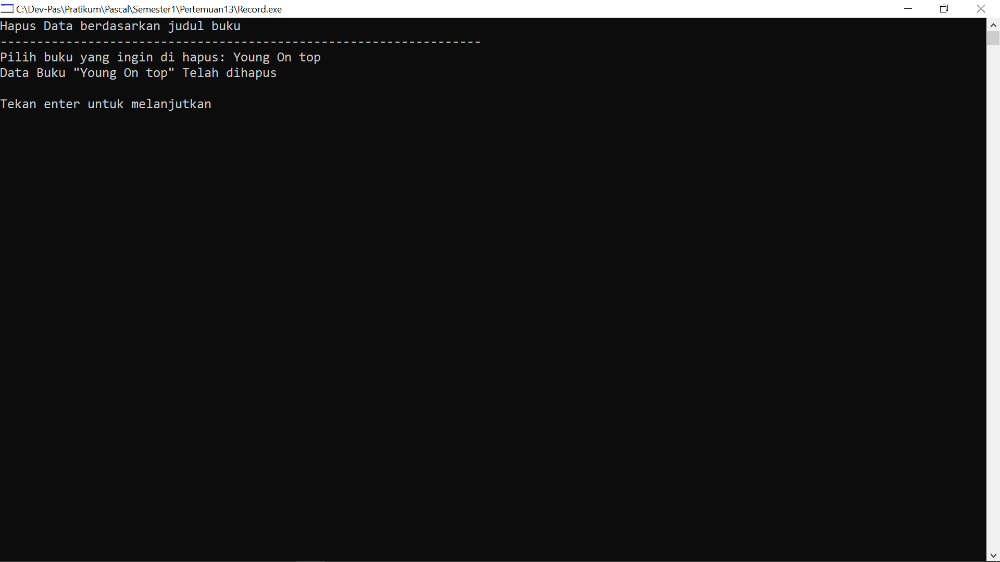 C:\Dev-Pas\Pratikum\Pascal\Semester1\Pertemuan13\Record.exe
Hapus Data berdasarkan judul buku
------------------------------------------------------------------
Pilih buku yang ingin di hapus: Young On top
Data Buku "Young On top" Telah dihapus
Tekan enter untuk melanjutkan